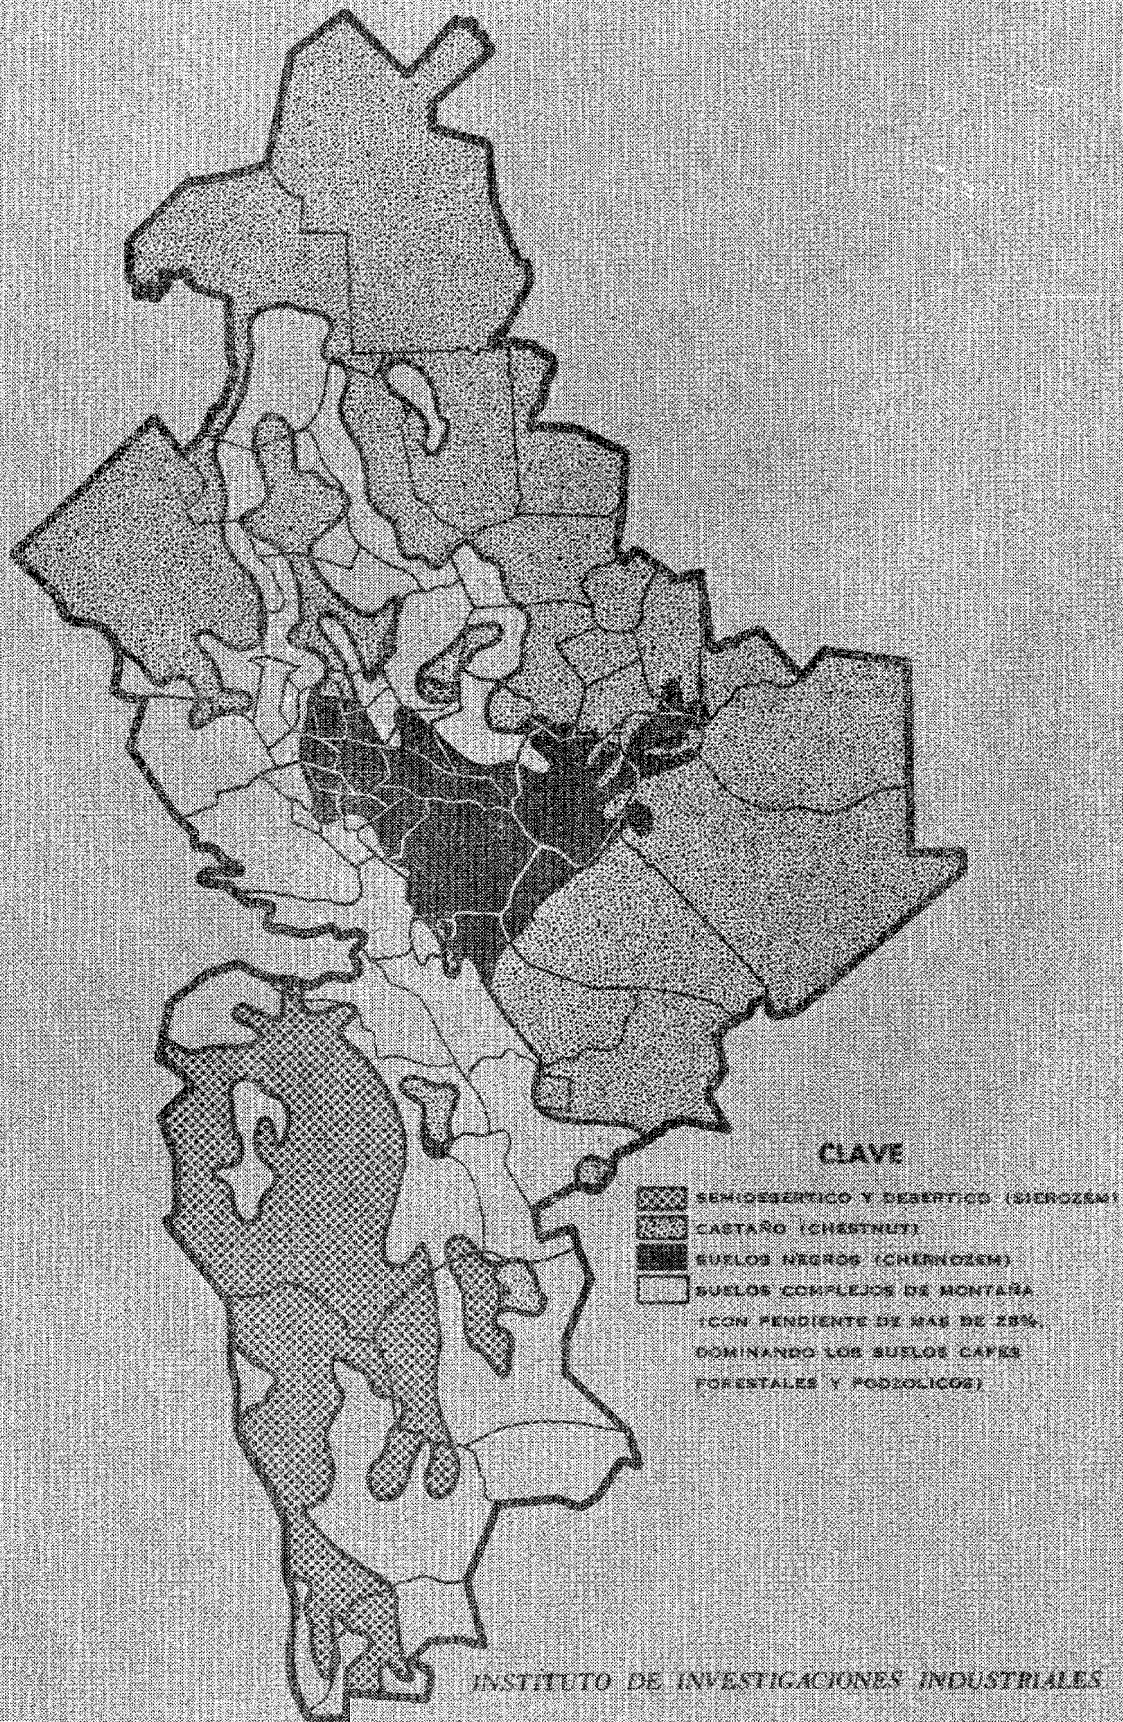 CLAVE
SEMIDESERTICO Y DESERTICO (SIEROZEM)
CASTAÑO (CHESTNUT)
SUELOS NEGROS (CHERNOZEM)
SUELOS COMPLEJOS DE MONTAÑA
(CON PENDIENTE DE MAS DE 25%,
DOMINANDO LOS SUELOS CAFES
FORESTALES Y PODZOLICOS)
INSTITUTO DE INVESTIGACIONES INDUSTRIALES